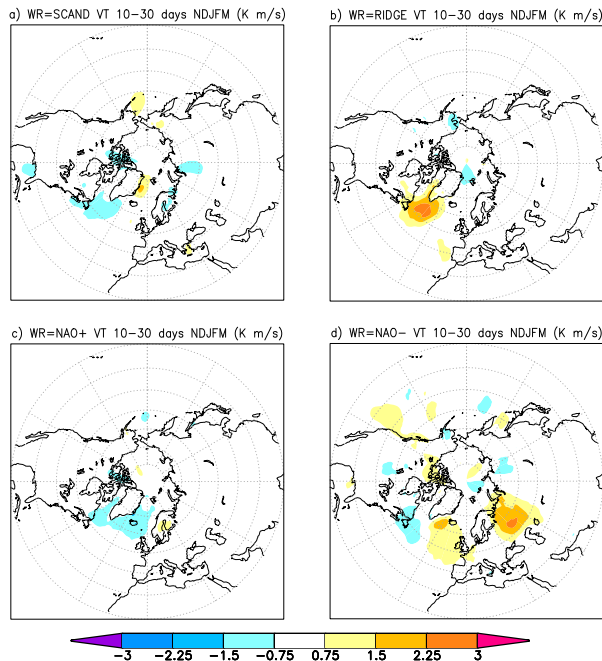 a) WR=SCAND VT 10-30 days NDJFM (K m/s)
b) WR=RIDGE VT 10-30 days NDJFM (K m/s)
c) WR=NAO+ VT 10-30 days NDJFM (K m/s)
d) WR=NAO- VT 10-30 days NDJFM (K m/s)
-3 -2.25 -1.5 -0.75 0.75 1.5 2.25 3